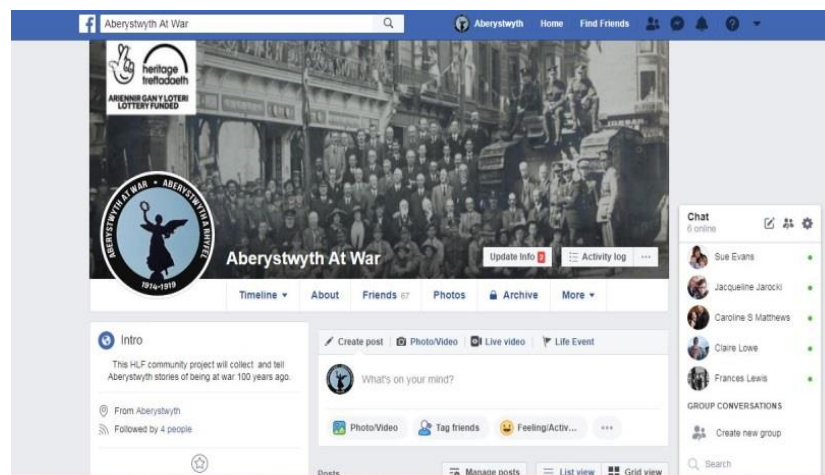 Aberystwyth At War
Aberystwyth Home Find Friends
heritage
treftadaeth
ARIENNIR GAN Y LOTERI
LOTTERY FUNDED
ABERYSTWYTH AT WAR • ABERYSTWYTH A RHYFEL
1914-1919
Aberystwyth At War
Update Info 2 Activity log
Timeline About Friends 67 Photos Archive More
Intro
This HLF community project will collect and tell
Aberystwyth stories of being at war 100 years ago.
From Aberystwyth
Followed by 4 people
Create post Photo/Video Live video Life Event
What's on your mind?
Photo/Video Tag friends Feeling/Activ...
Posts Manage posts List view Grid view
Chat
6 online
Sue Evans
Jacqueline Jarocki
Caroline S Matthews
Claire Lowe
Frances Lewis
GROUP CONVERSATIONS
Create new group
Search